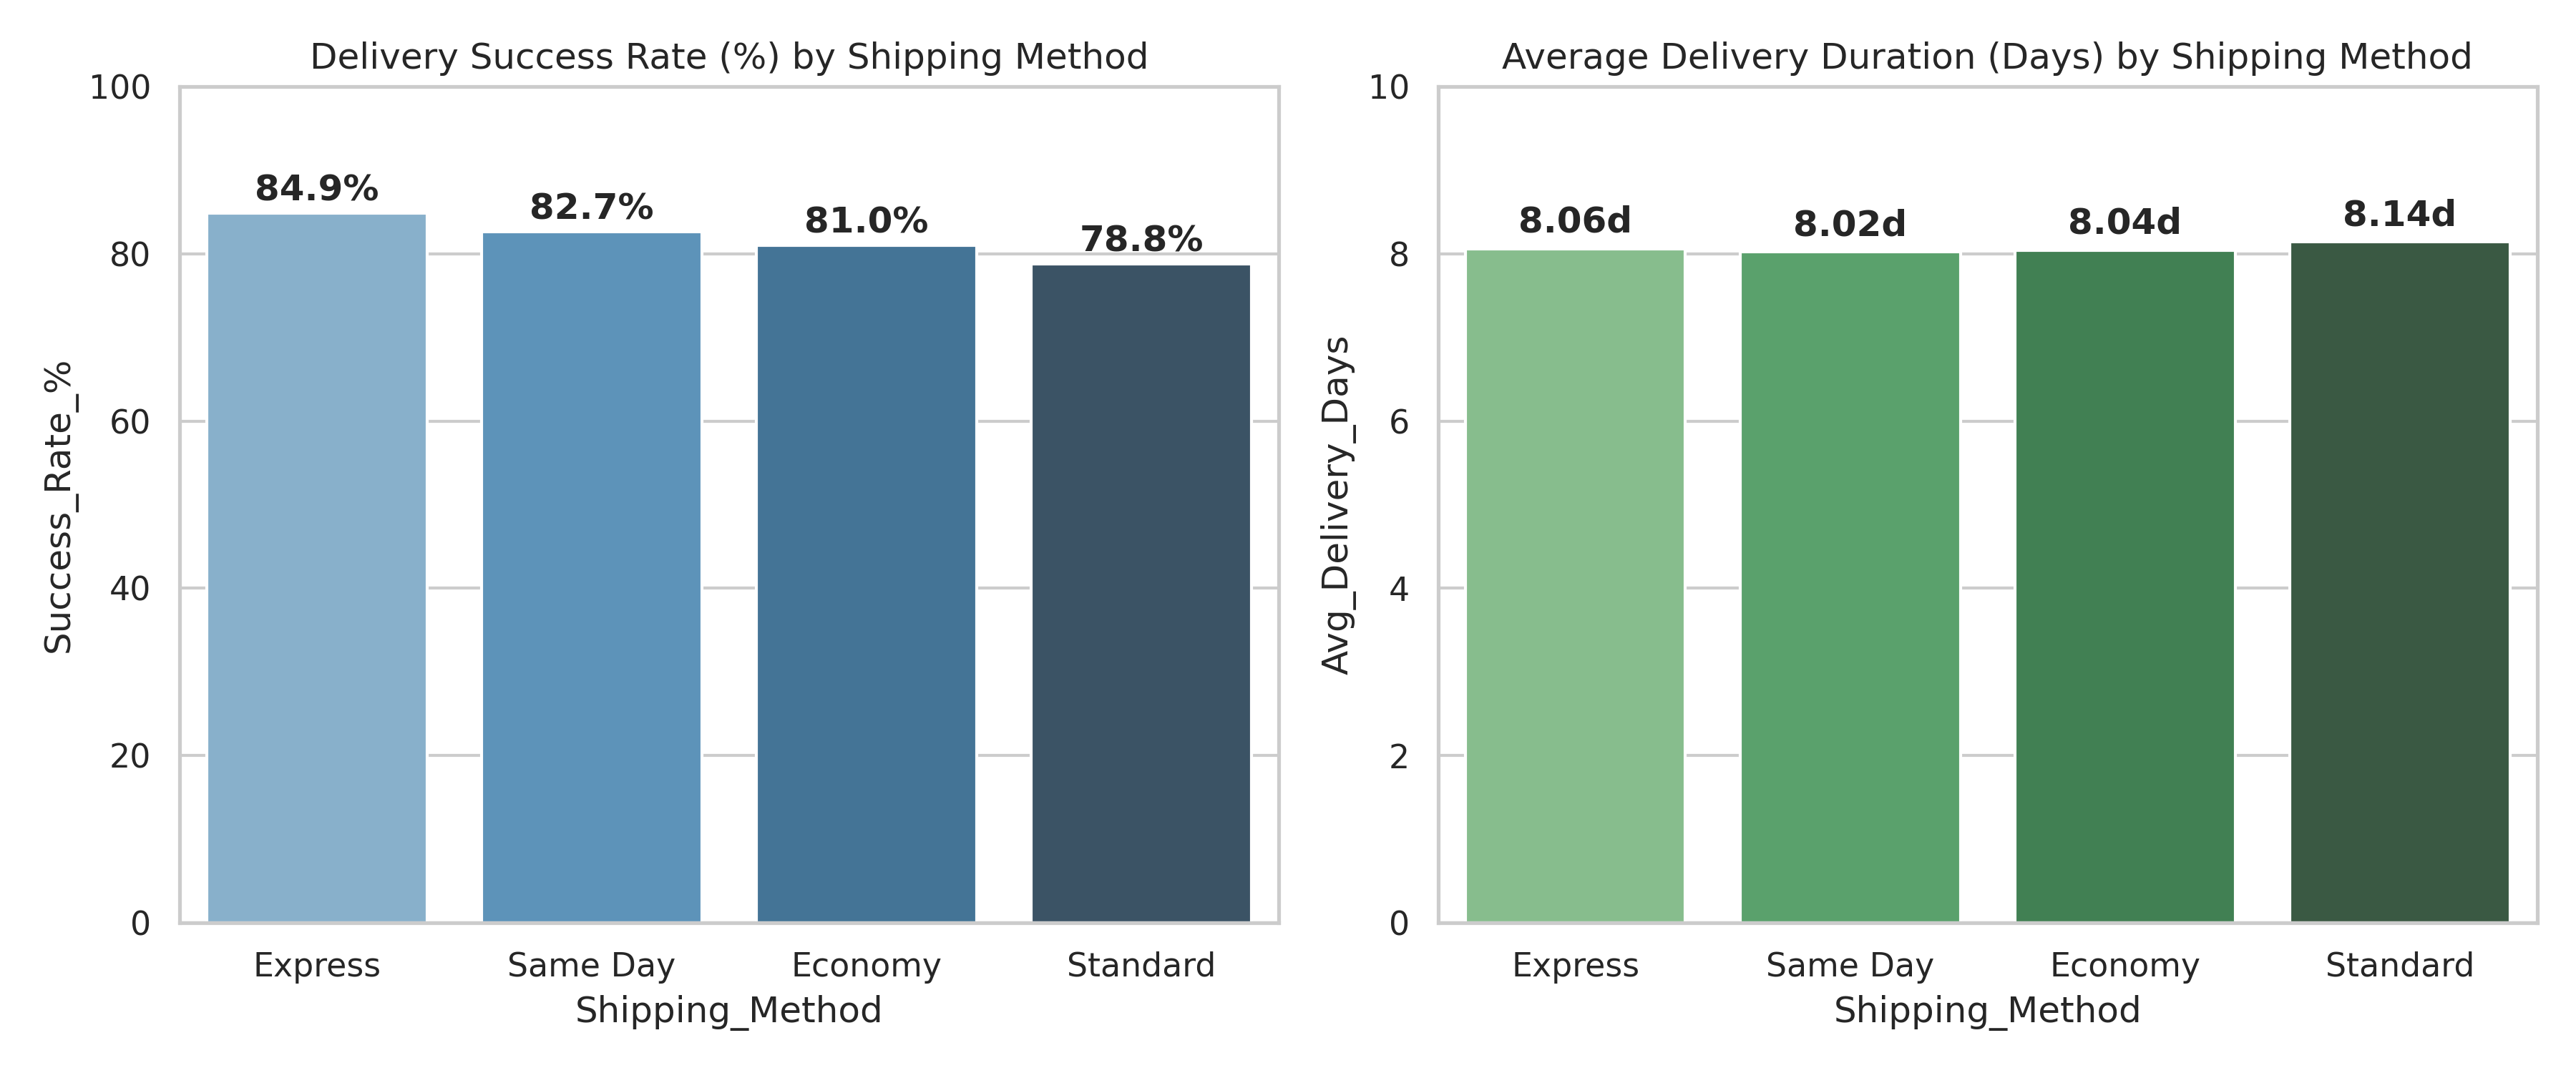 Delivery Success Rate (%) by Shipping Method
100
80
60
40
20
0
Success_Rate_%
84.9%
82.7%
81.0%
78.8%
Express
Same Day
Economy
Standard
Shipping_Method
Average Delivery Duration (Days) by Shipping Method
10
8
6
4
2
0
Avg_Delivery_Days
8.06d
8.02d
8.04d
8.14d
Express
Same Day
Economy
Standard
Shipping_Method